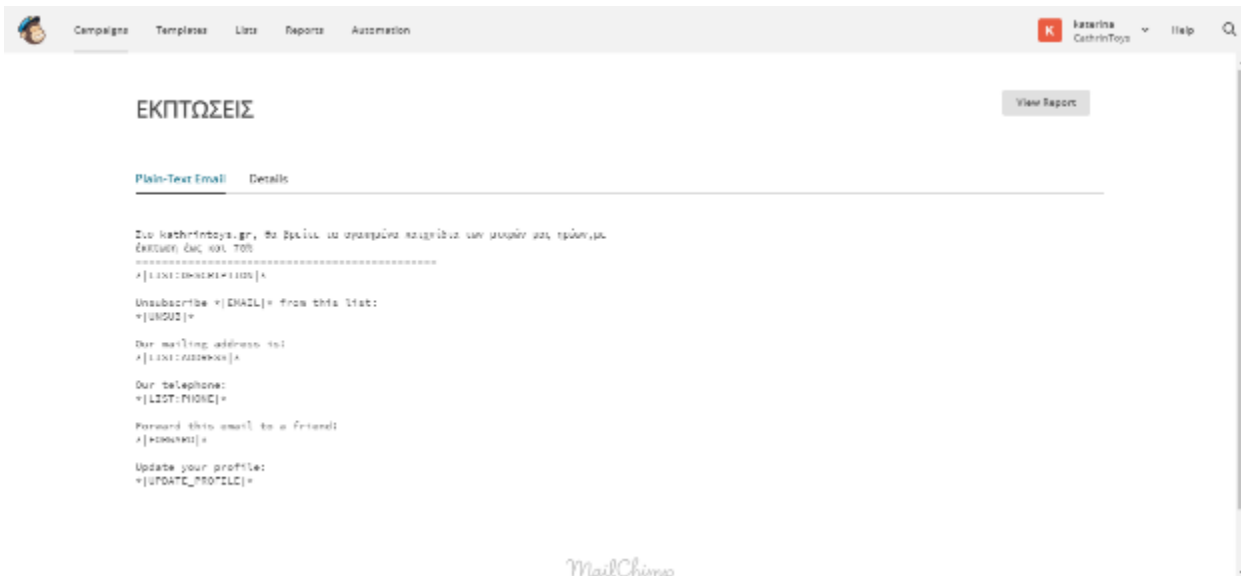 Campaigns Templates Lists Reports Automation
K katerina
CathrinToys
Help
ΕΚΠΤΩΣΕΙΣ
View Report
Plain-Text Email Details
Στο kathrintoys.gr, θα βρείτε τα αγαπημένα παιχνίδια των μικρών μας ηρώων,με
έκπτωση έως και 70%
==============================================
*|LIST:DESCRIPTION|*
Unsubscribe *|EMAIL|* from this list:
*|UNSUB|*
Our mailing address is:
*|LIST:ADDRESS|*
Our telephone:
*|LIST:PHONE|*
Forward this email to a friend:
*|FORWARD|*
Update your profile:
*|UPDATE_PROFILE|*
MailChimp